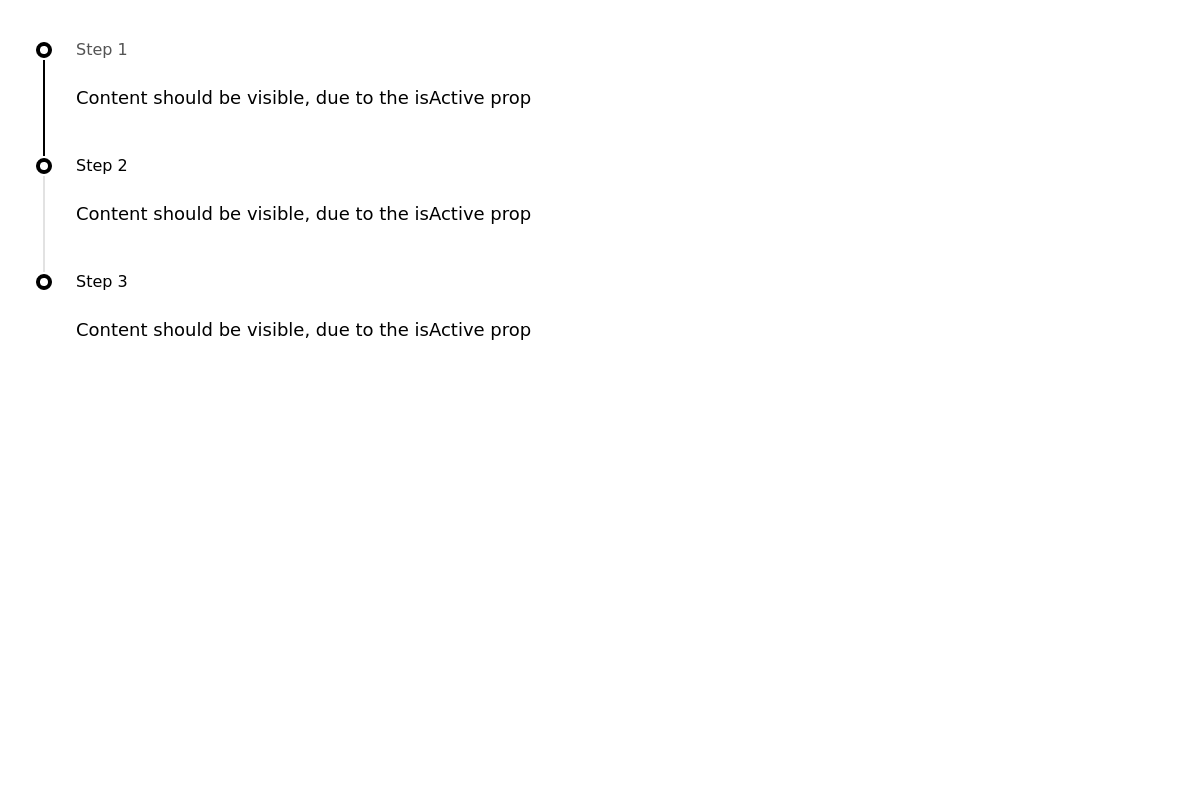 Step 1
Content should be visible, due to the isActive prop
Step 2
Content should be visible, due to the isActive prop
Step 3
Content should be visible, due to the isActive prop